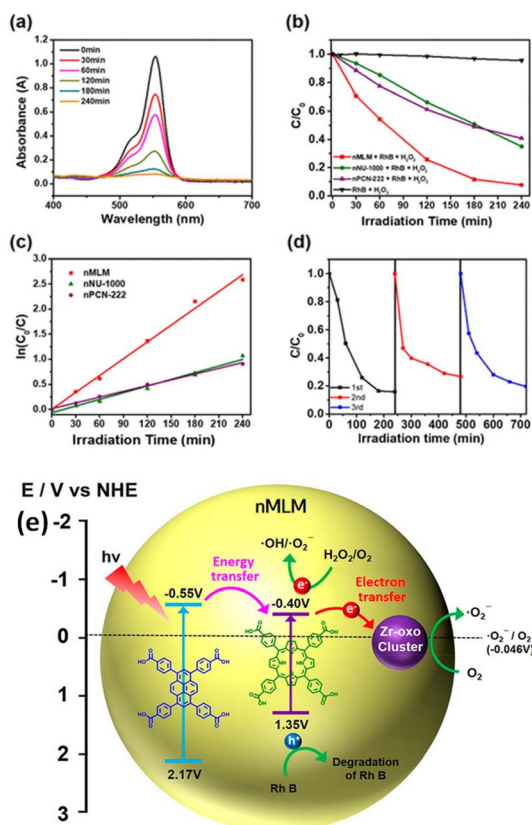 (a)
Absorbance (A)
1.2
1.0
0.8
0.6
0.4
0.2
0.0
0min
30min
60min
120min
180min
240min
400
500
600
700
Wavelength (nm)
(b)
C/C₀
1.0
0.8
0.6
0.4
0.2
0.0
nMLM + RhB + H₂O₂
nNU-1000 + RhB + H₂O₂
nPCN-222 + RhB + H₂O₂
RhB + H₂O₂
0 30 60 90 120 150 180 210 240
Irradiation Time (min)
(c)
ln(C₀/C)
3.0
2.5
2.0
1.5
1.0
0.5
0.0
nMLM
nNU-1000
nPCN-222
0 30 60 90 120 150 180 210 240
Irradiation Time (min)
(d)
C/C₀
1.0
0.8
0.6
0.4
0.2
0.0
1st
2nd
3rd
0 100 200 300 400 500 600 700
Irradiation time (min)
E / V vs NHE
(e)
nMLM
-2
-1
0
1
2
3
hν
-0.55V
2.17V
Energy
transfer
·OH/·O₂⁻
H₂O₂/O₂
e⁻
-0.40V
1.35V
Electron
transfer
e⁻
Zr-oxo
Cluster
·O₂⁻
·O₂⁻ / O₂
(-0.046V)
O₂
h⁺
Rh B
Degradation
of Rh B